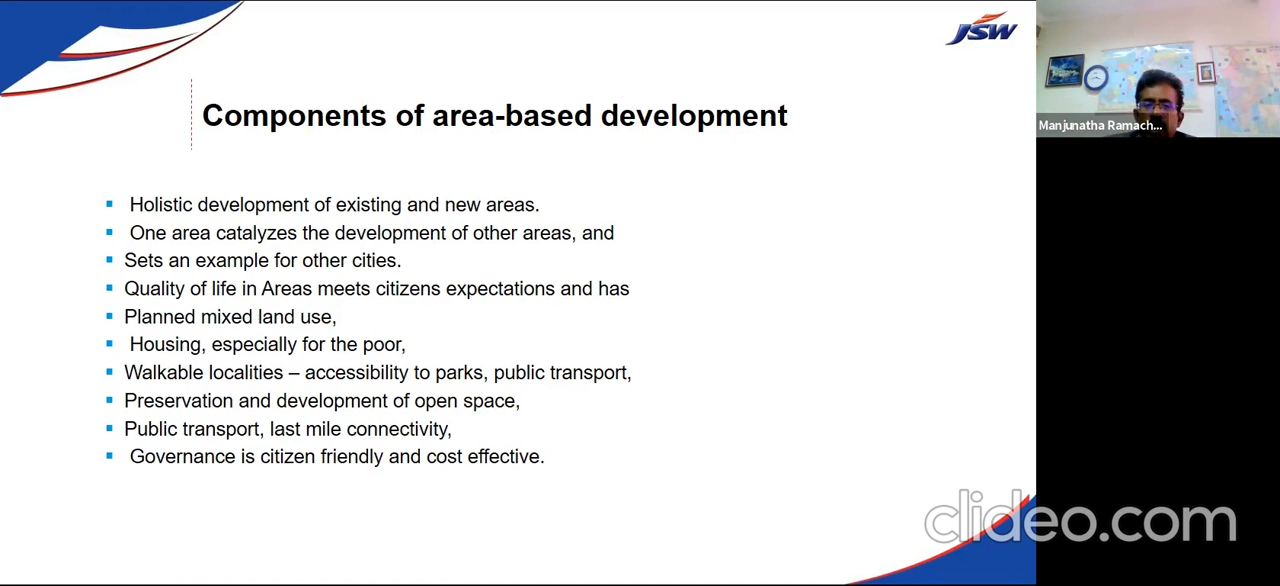 JSW
Manjunatha Ramach...
Components of area-based development
Holistic development of existing and new areas.
One area catalyzes the development of other areas, and
Sets an example for other cities.
Quality of life in Areas meets citizens expectations and has
Planned mixed land use,
Housing, especially for the poor,
Walkable localities – accessibility to parks, public transport,
Preservation and development of open space,
Public transport, last mile connectivity,
Governance is citizen friendly and cost effective.
clideo.com